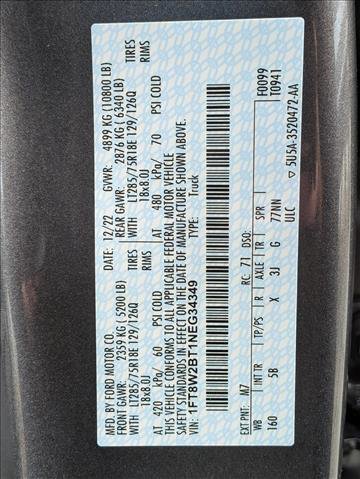 MFD. BY FORD MOTOR CO.
DATE: 12/22 GVWR: 4899 KG (10800 LB)
FRONT GAWR: 2359 KG ( 5200 LB) REAR GAWR: 2876 KG ( 6340 LB)
WITH LT285/75R18E 129/126Q TIRES WITH LT285/75R18E 129/126Q TIRES
18x8.0J RIMS 18x8.0J RIMS
AT 420 kPa/ 60 PSI COLD AT 480 kPa/ 70 PSI COLD
THIS VEHICLE CONFORMS TO ALL APPLICABLE FEDERAL MOTOR VEHICLE
SAFETY STANDARDS IN EFFECT ON THE DATE OF MANUFACTURE SHOWN ABOVE.
VIN: 1FT8W2BT1NEG34349
TYPE: Truck
F0099
T0941
EXT PNT: M7 RC: 71 DSO:
WB INT TR TP/PS R AXLE TR SPR
160 5B X 3J G 77NN
ULC
5U5A-3520472-AA